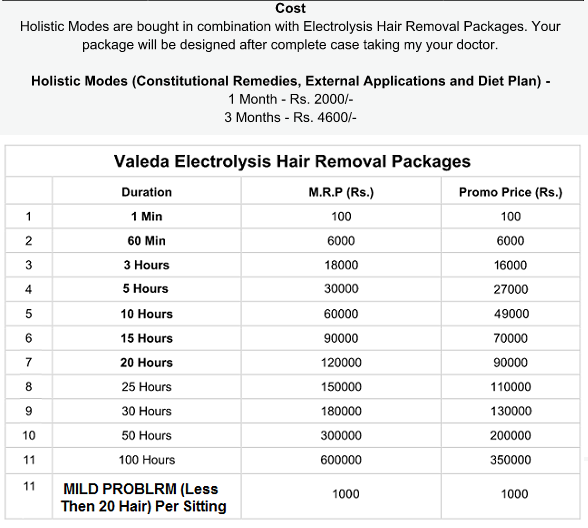 Cost
Holistic Modes are bought in combination with Electrolysis Hair Removal Packages. Your
package will be designed after complete case taking my your doctor.
Holistic Modes (Constitutional Remedies, External Applications and Diet Plan) -
1 Month - Rs. 2000/-
3 Months - Rs. 4600/-
Valeda Electrolysis Hair Removal Packages
Duration M.R.P (Rs.) Promo Price (Rs.)
1 1 Min 100 100
2 60 Min 6000 6000
3 3 Hours 18000 16000
4 5 Hours 30000 27000
5 10 Hours 60000 49000
6 15 Hours 90000 70000
7 20 Hours 120000 90000
8 25 Hours 150000 110000
9 30 Hours 180000 130000
10 50 Hours 300000 200000
11 100 Hours 600000 350000
11 MILD PROBLRM (Less
Then 20 Hair) Per Sitting 1000 1000